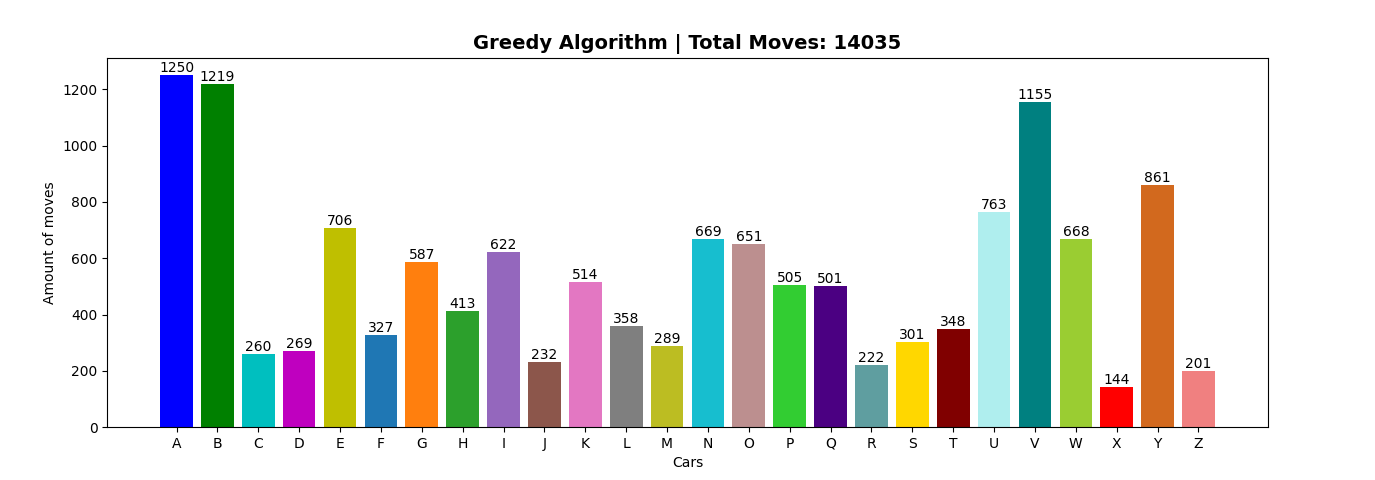 Greedy Algorithm | Total Moves: 14035
Amount of moves
1200
1000
800
600
400
200
0
1250 1219 260 269 706 327 587 413 622 232 514 358 289 669 651 505 501 222 301 348 763 1155 668 144 861 201
A B C D E F G H I J K L M N O P Q R S T U V W X Y Z
Cars